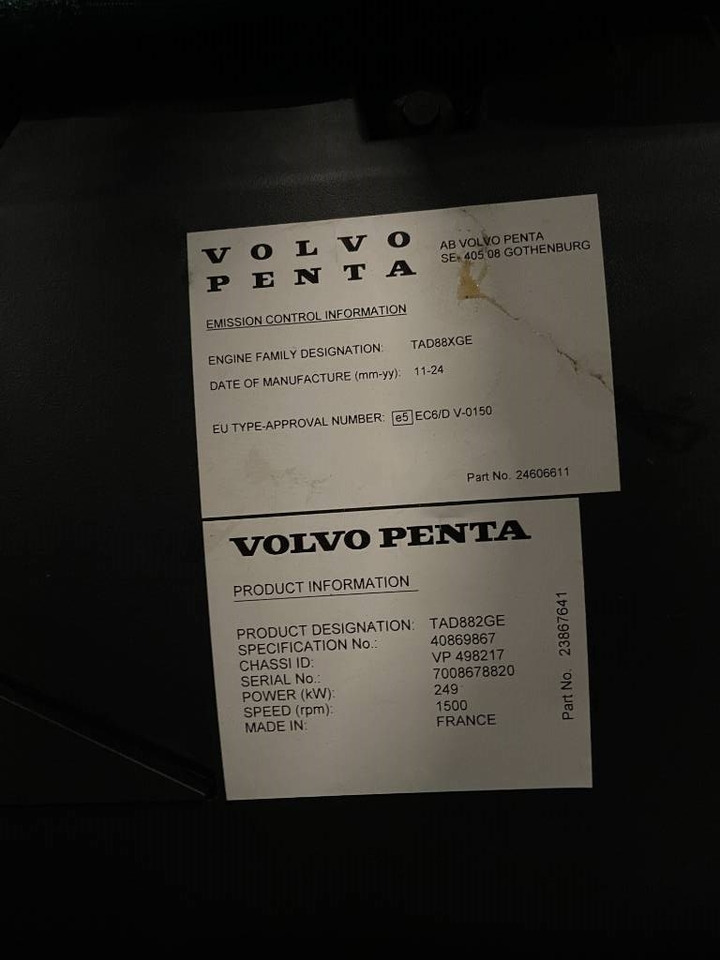 VOLVO
PENTA
AB VOLVO PENTA
SE- 405 08 GOTHENBURG
EMISSION CONTROL INFORMATION
ENGINE FAMILY DESIGNATION: TAD88XGE
DATE OF MANUFACTURE (mm-yy): 11-24
EU TYPE-APPROVAL NUMBER: e5 EC6/D V-0150
Part No. 24606611
VOLVO PENTA
PRODUCT INFORMATION
PRODUCT DESIGNATION: TAD882GE
SPECIFICATION No.: 40869867
CHASSI ID: VP 498217
SERIAL No.: 7008678820
POWER (kW): 249
SPEED (rpm): 1500
MADE IN: FRANCE
Part No. 23867641